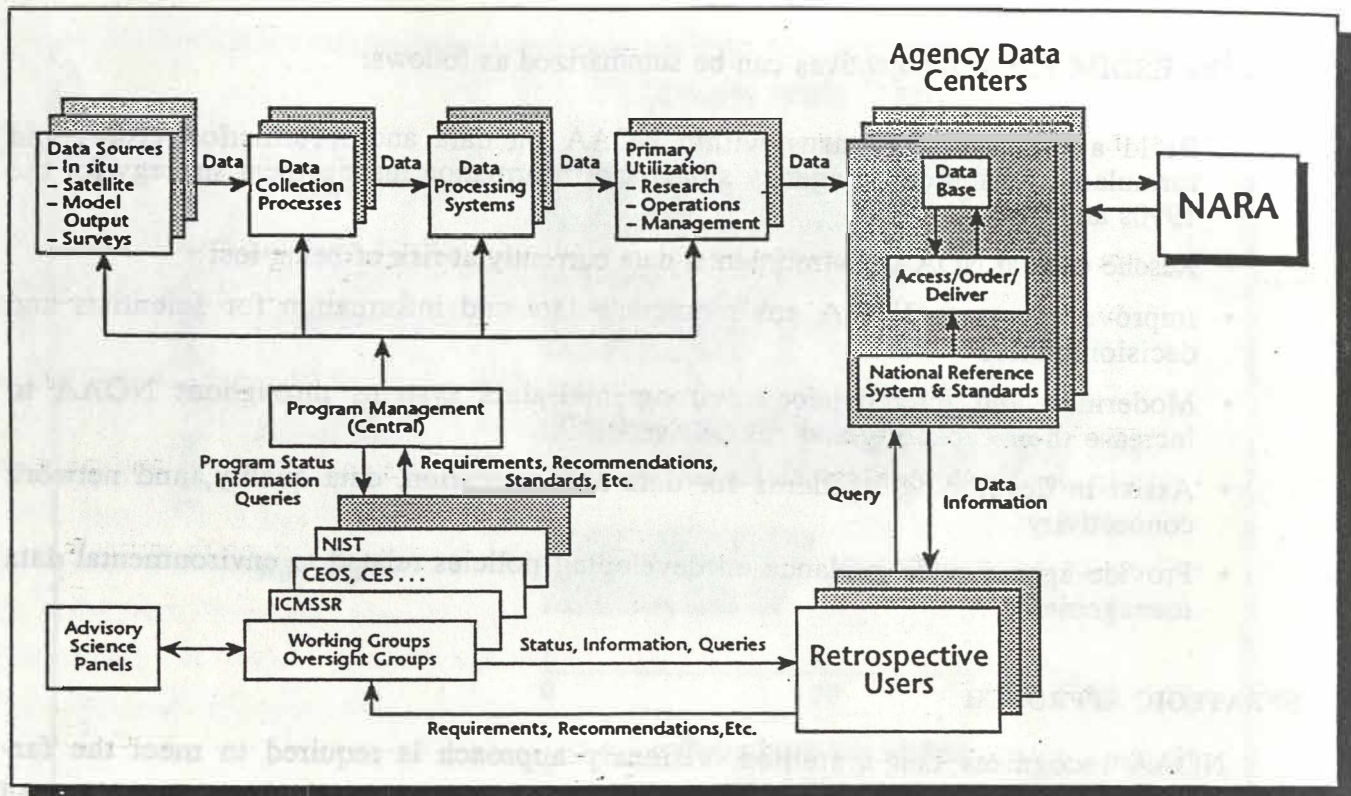 Agency Data
Centers
Data Sources
– In situ
– Satellite
– Model
Output
– Surveys
Data
Data
Collection
Processes
Data
Data
Processing
Systems
Data
Primary
Utilization
– Research
– Operations
– Management
Data
Data
Base
Access/Order/
Deliver
National Reference
System & Standards
NARA
Program Management
(Central)
Program Status
Information
Queries
Requirements, Recommendations,
Standards, Etc.
Query
Data
Information
NIST
CEOS, CES . . .
ICMSSR
Working Groups
Oversight Groups
Advisory
Science
Panels
Status, Information, Queries
Retrospective
Users
Requirements, Recommendations,Etc.